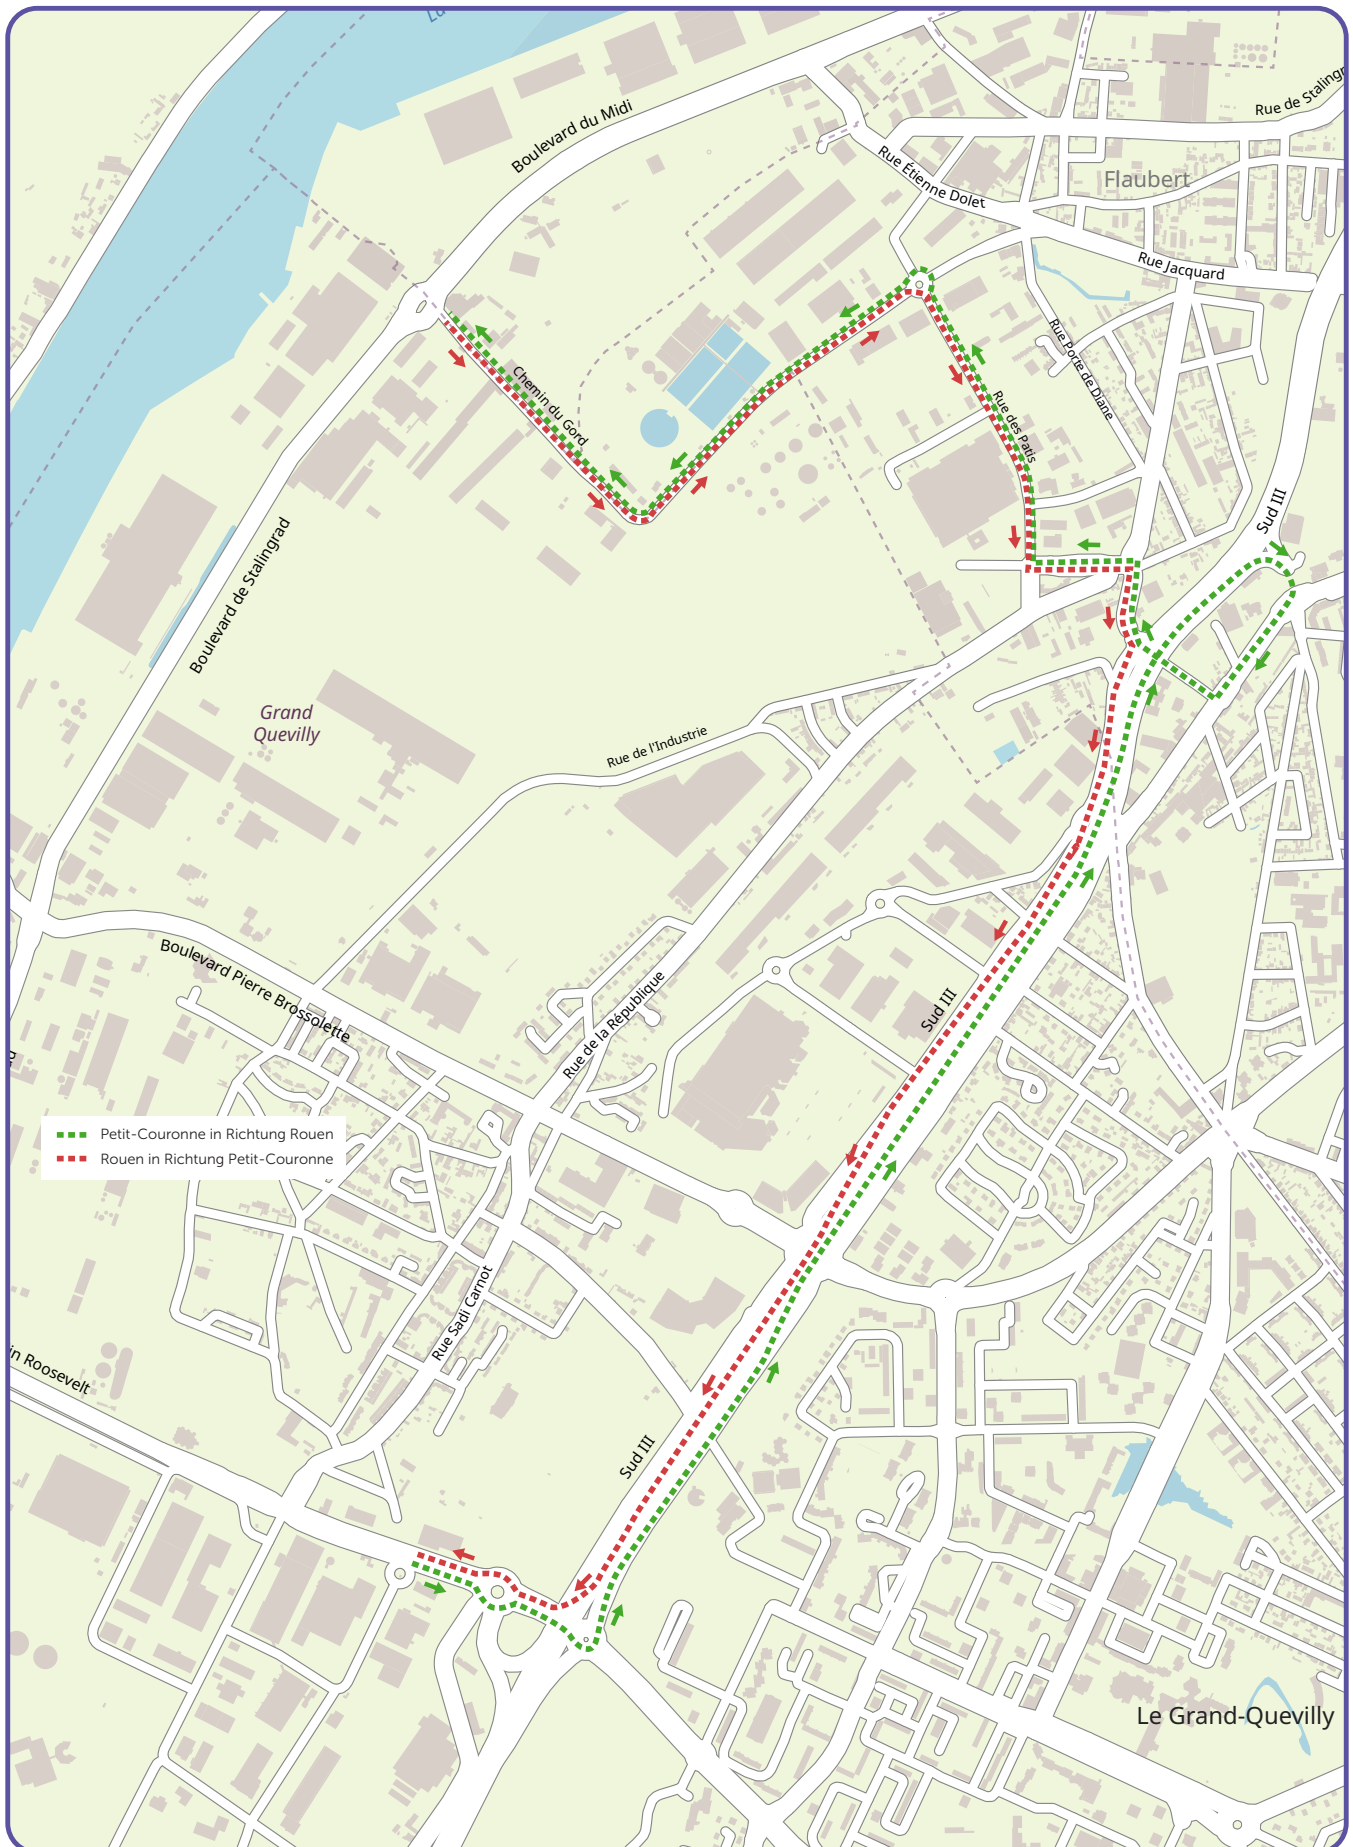 Boulevard du Midi
Rue de Stalingr
Rue Étienne Dolet
Flaubert
Rue Jacquard
Rue Porte de Diane
Chemin du Gord
Rue des Patis
Sud III
Boulevard de Stalingrad
Grand
Quevilly
Rue de l'Industrie
Boulevard Pierre Brossolette
Rue de la République
Sud III
Petit-Couronne in Richtung Rouen
Rouen in Richtung Petit-Couronne
Rue Sadi Carnot
in Roosevelt
Sud III
Le Grand-Quevilly